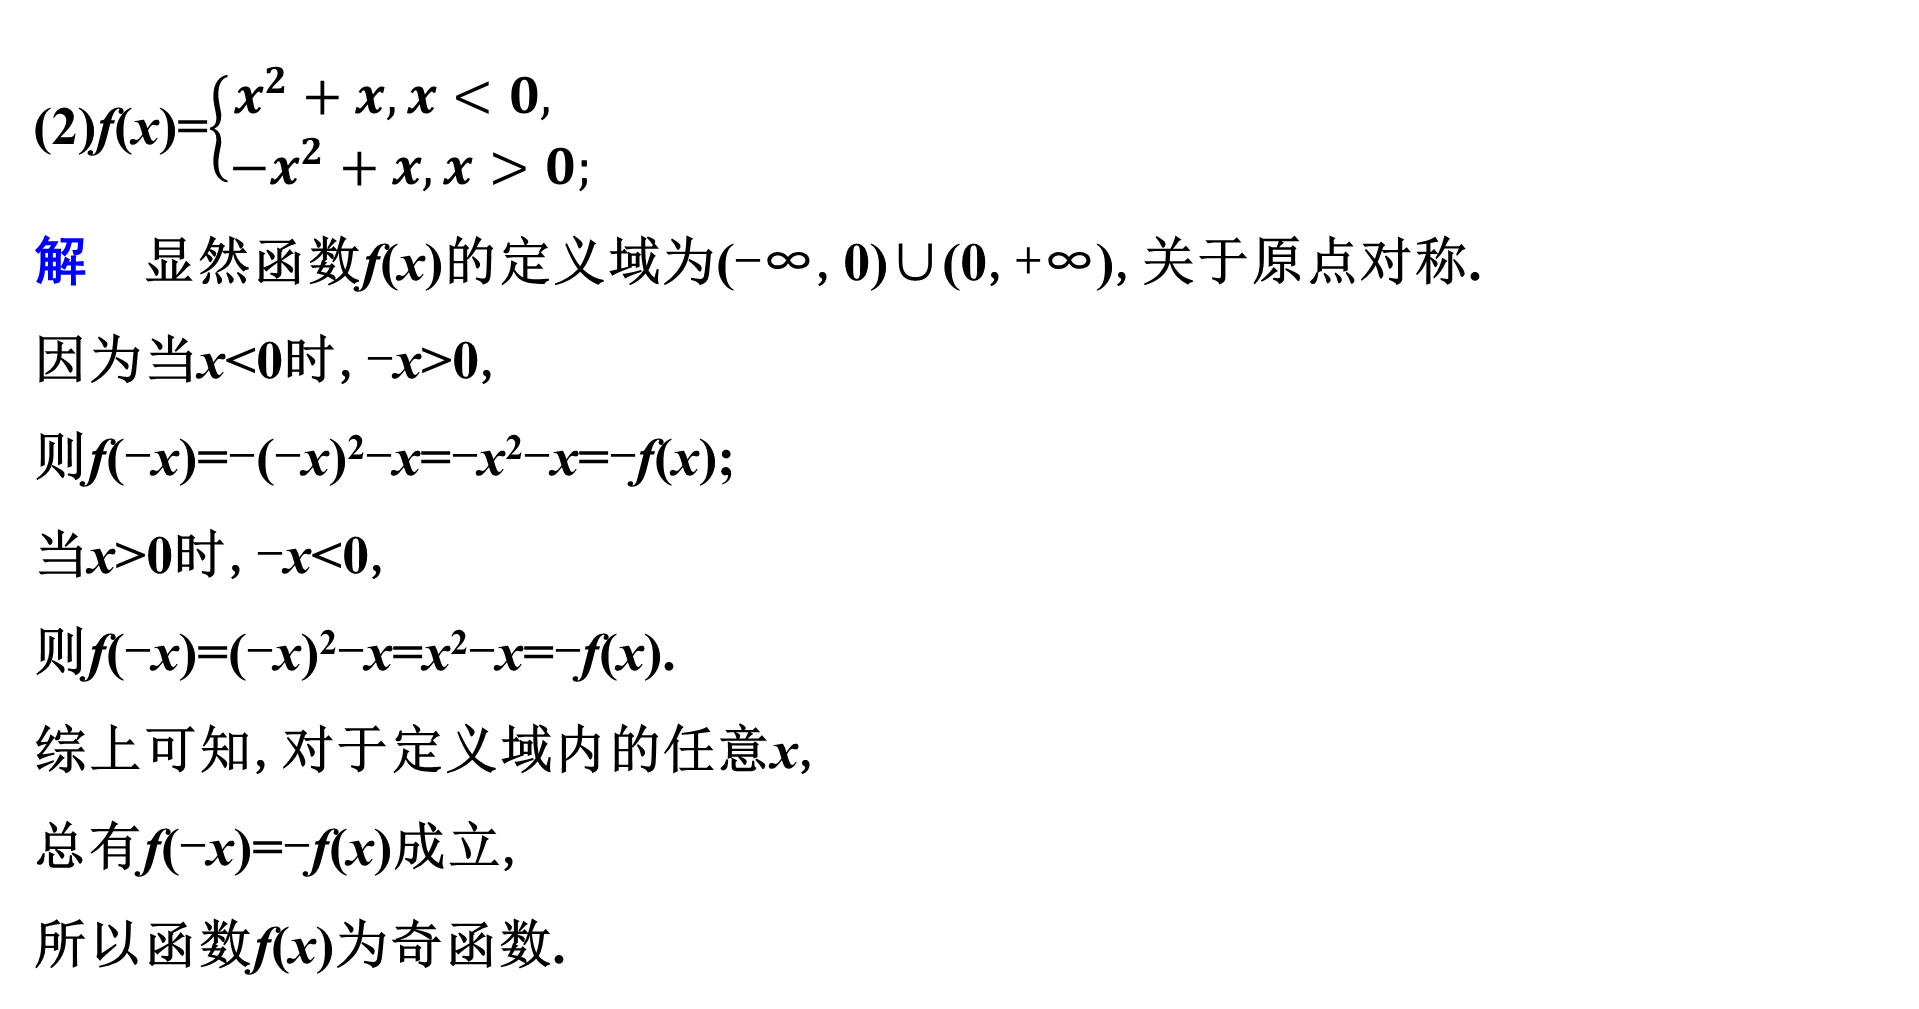 (2)f(x)={x²+x,x<0,
−x²+x,x>0;
解 显然函数f(x)的定义域为(−∞,0)∪(0,+∞),关于原点对称.
因为当x<0时,−x>0,
则f(−x)=−(−x)²−x=−x²−x=−f(x);
当x>0时,−x<0,
则f(−x)=(−x)²−x=x²−x=−f(x).
综上可知,对于定义域内的任意x,
总有f(−x)=−f(x)成立,
所以函数f(x)为奇函数.